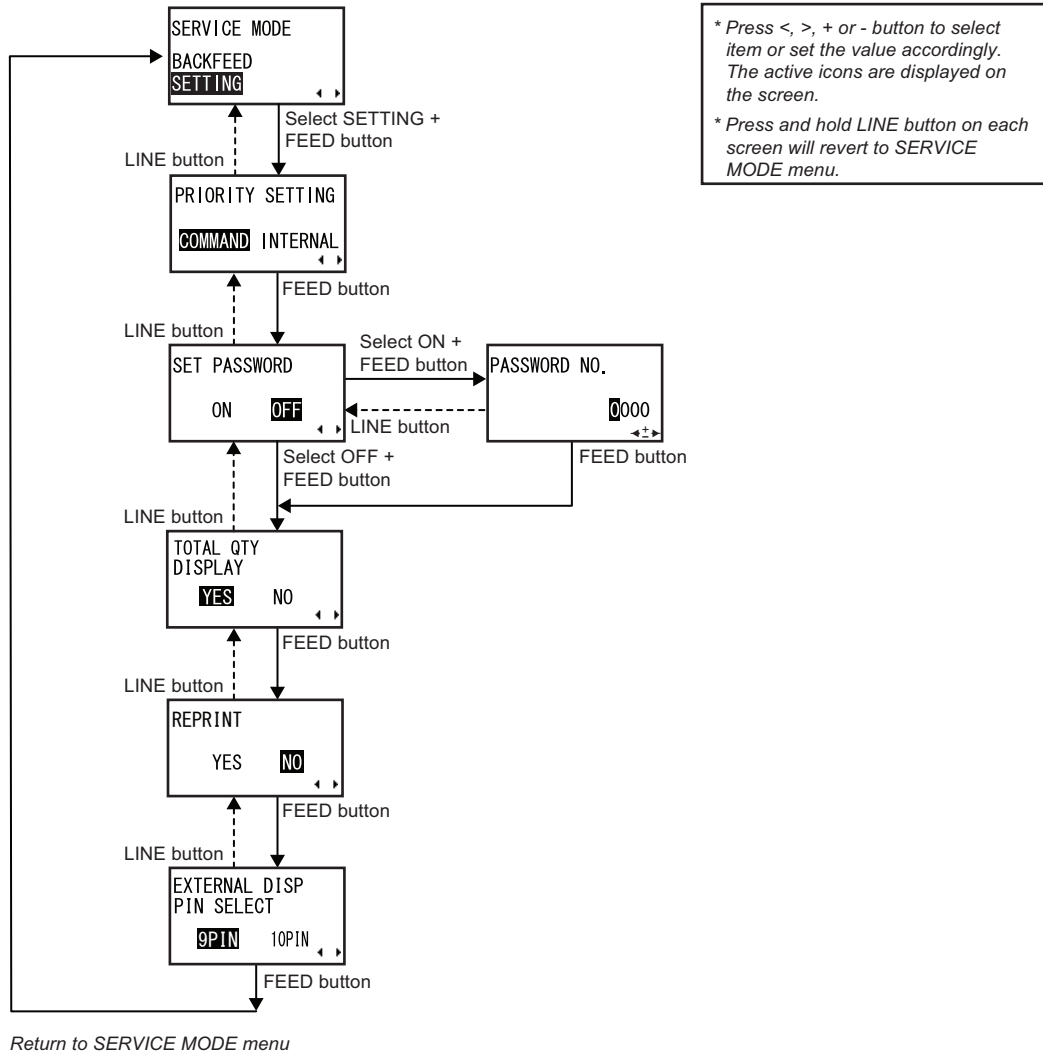 SERVICE MODE
BACKFEED
SETTING
* Press <, >, + or - button to select
item or set the value accordingly.
The active icons are displayed on
the screen.
* Press and hold LINE button on each
screen will revert to SERVICE
MODE menu.
Select SETTING +
FEED button
LINE button
PRIORITY SETTING
COMMAND INTERNAL
FEED button
LINE button
SET PASSWORD
ON OFF
Select ON +
FEED button
LINE button
PASSWORD NO.
0000
±
FEED button
Select OFF +
FEED button
LINE button
TOTAL QTY
DISPLAY
YES NO
FEED button
LINE button
REPRINT
YES NO
FEED button
LINE button
EXTERNAL DISP
PIN SELECT
9PIN 10PIN
FEED button
Return to SERVICE MODE menu